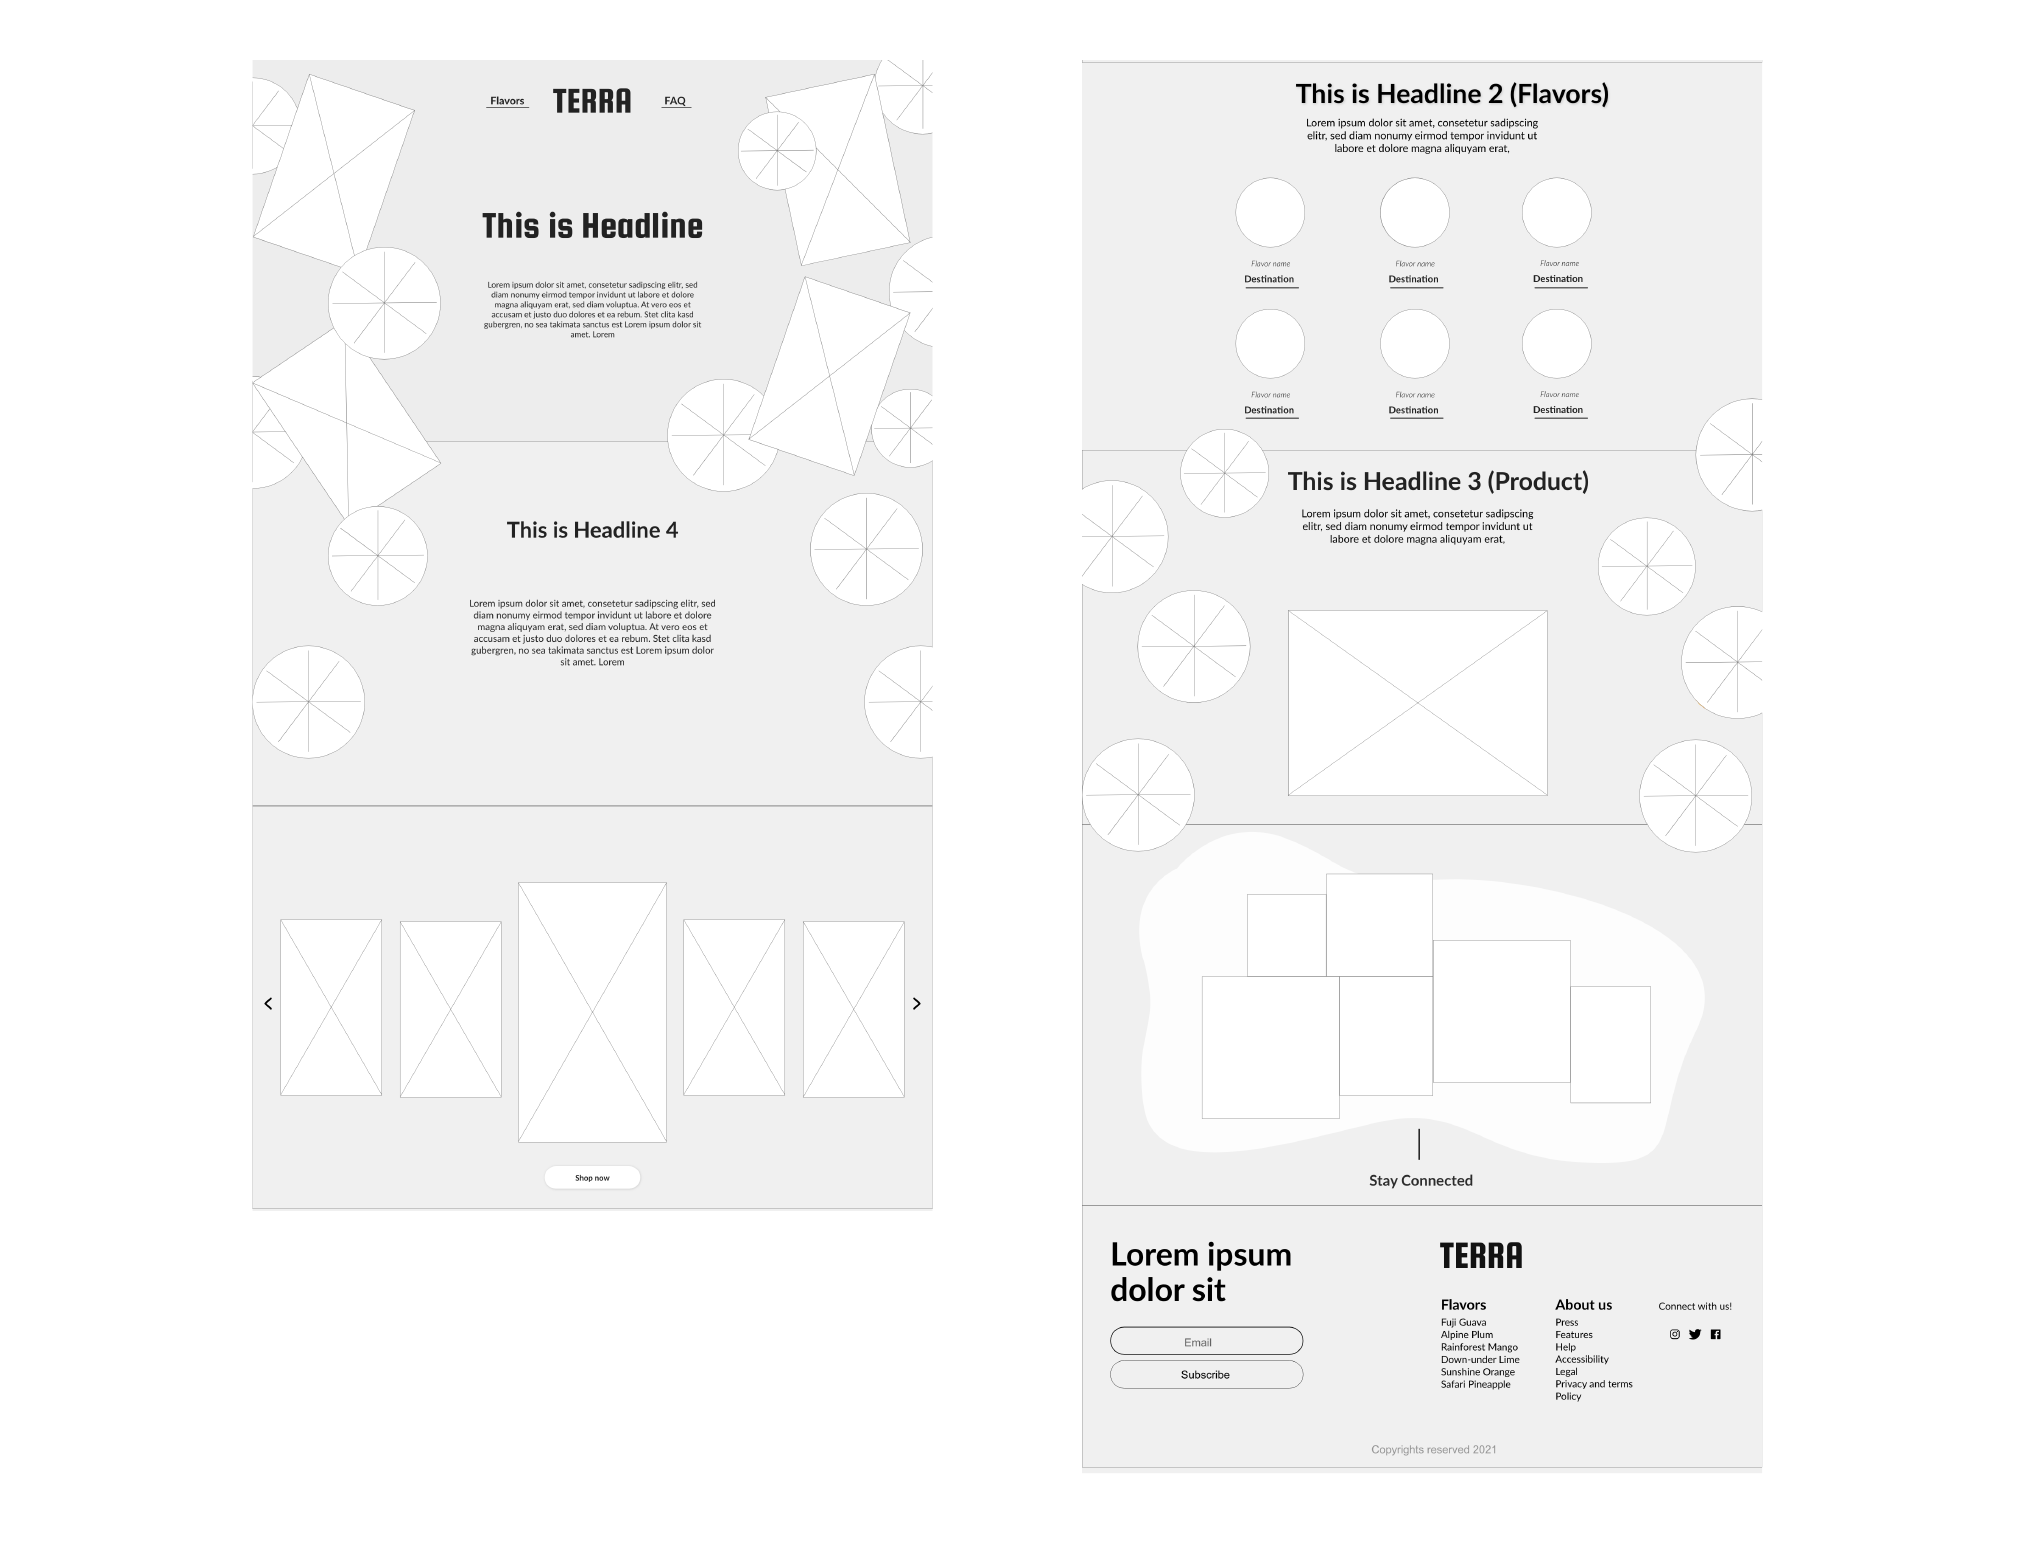 Flavors TERRA FAQ
This is Headline
Lorem ipsum dolor sit amet, consetetur sadipscing elitr, sed
diam nonumy eirmod tempor invidunt ut labore et dolore
magna aliquyam erat, sed diam voluptua. At vero eos et
accusam et justo duo dolores et ea rebum. Stet clita kasd
gubergren, no sea takimata sanctus est Lorem ipsum dolor sit
amet. Lorem
This is Headline 4
Lorem ipsum dolor sit amet, consetetur sadipscing elitr, sed
diam nonumy eirmod tempor invidunt ut labore et dolore
magna aliquyam erat, sed diam voluptua. At vero eos et
accusam et justo duo dolores et ea rebum. Stet clita kasd
gubergren, no sea takimata sanctus est Lorem ipsum dolor
sit amet. Lorem
Shop now
This is Headline 2 (Flavors)
Lorem ipsum dolor sit amet, consetetur sadipscing
elitr, sed diam nonumy eirmod tempor invidunt ut
labore et dolore magna aliquyam erat,
Flavor name Flavor name Flavor name
Destination Destination Destination
Flavor name Flavor name Flavor name
Destination Destination Destination
This is Headline 3 (Product)
Lorem ipsum dolor sit amet, consetetur sadipscing
elitr, sed diam nonumy eirmod tempor invidunt ut
labore et dolore magna aliquyam erat,
Stay Connected
Lorem ipsum
dolor sit
Email
Subscribe
TERRA
Flavors
Fuji Guava
Alpine Plum
Rainforest Mango
Down-under Lime
Sunshine Orange
Safari Pineapple
About us
Press
Features
Help
Accessibility
Legal
Privacy and terms
Policy
Connect with us!
Copyrights reserved 2021